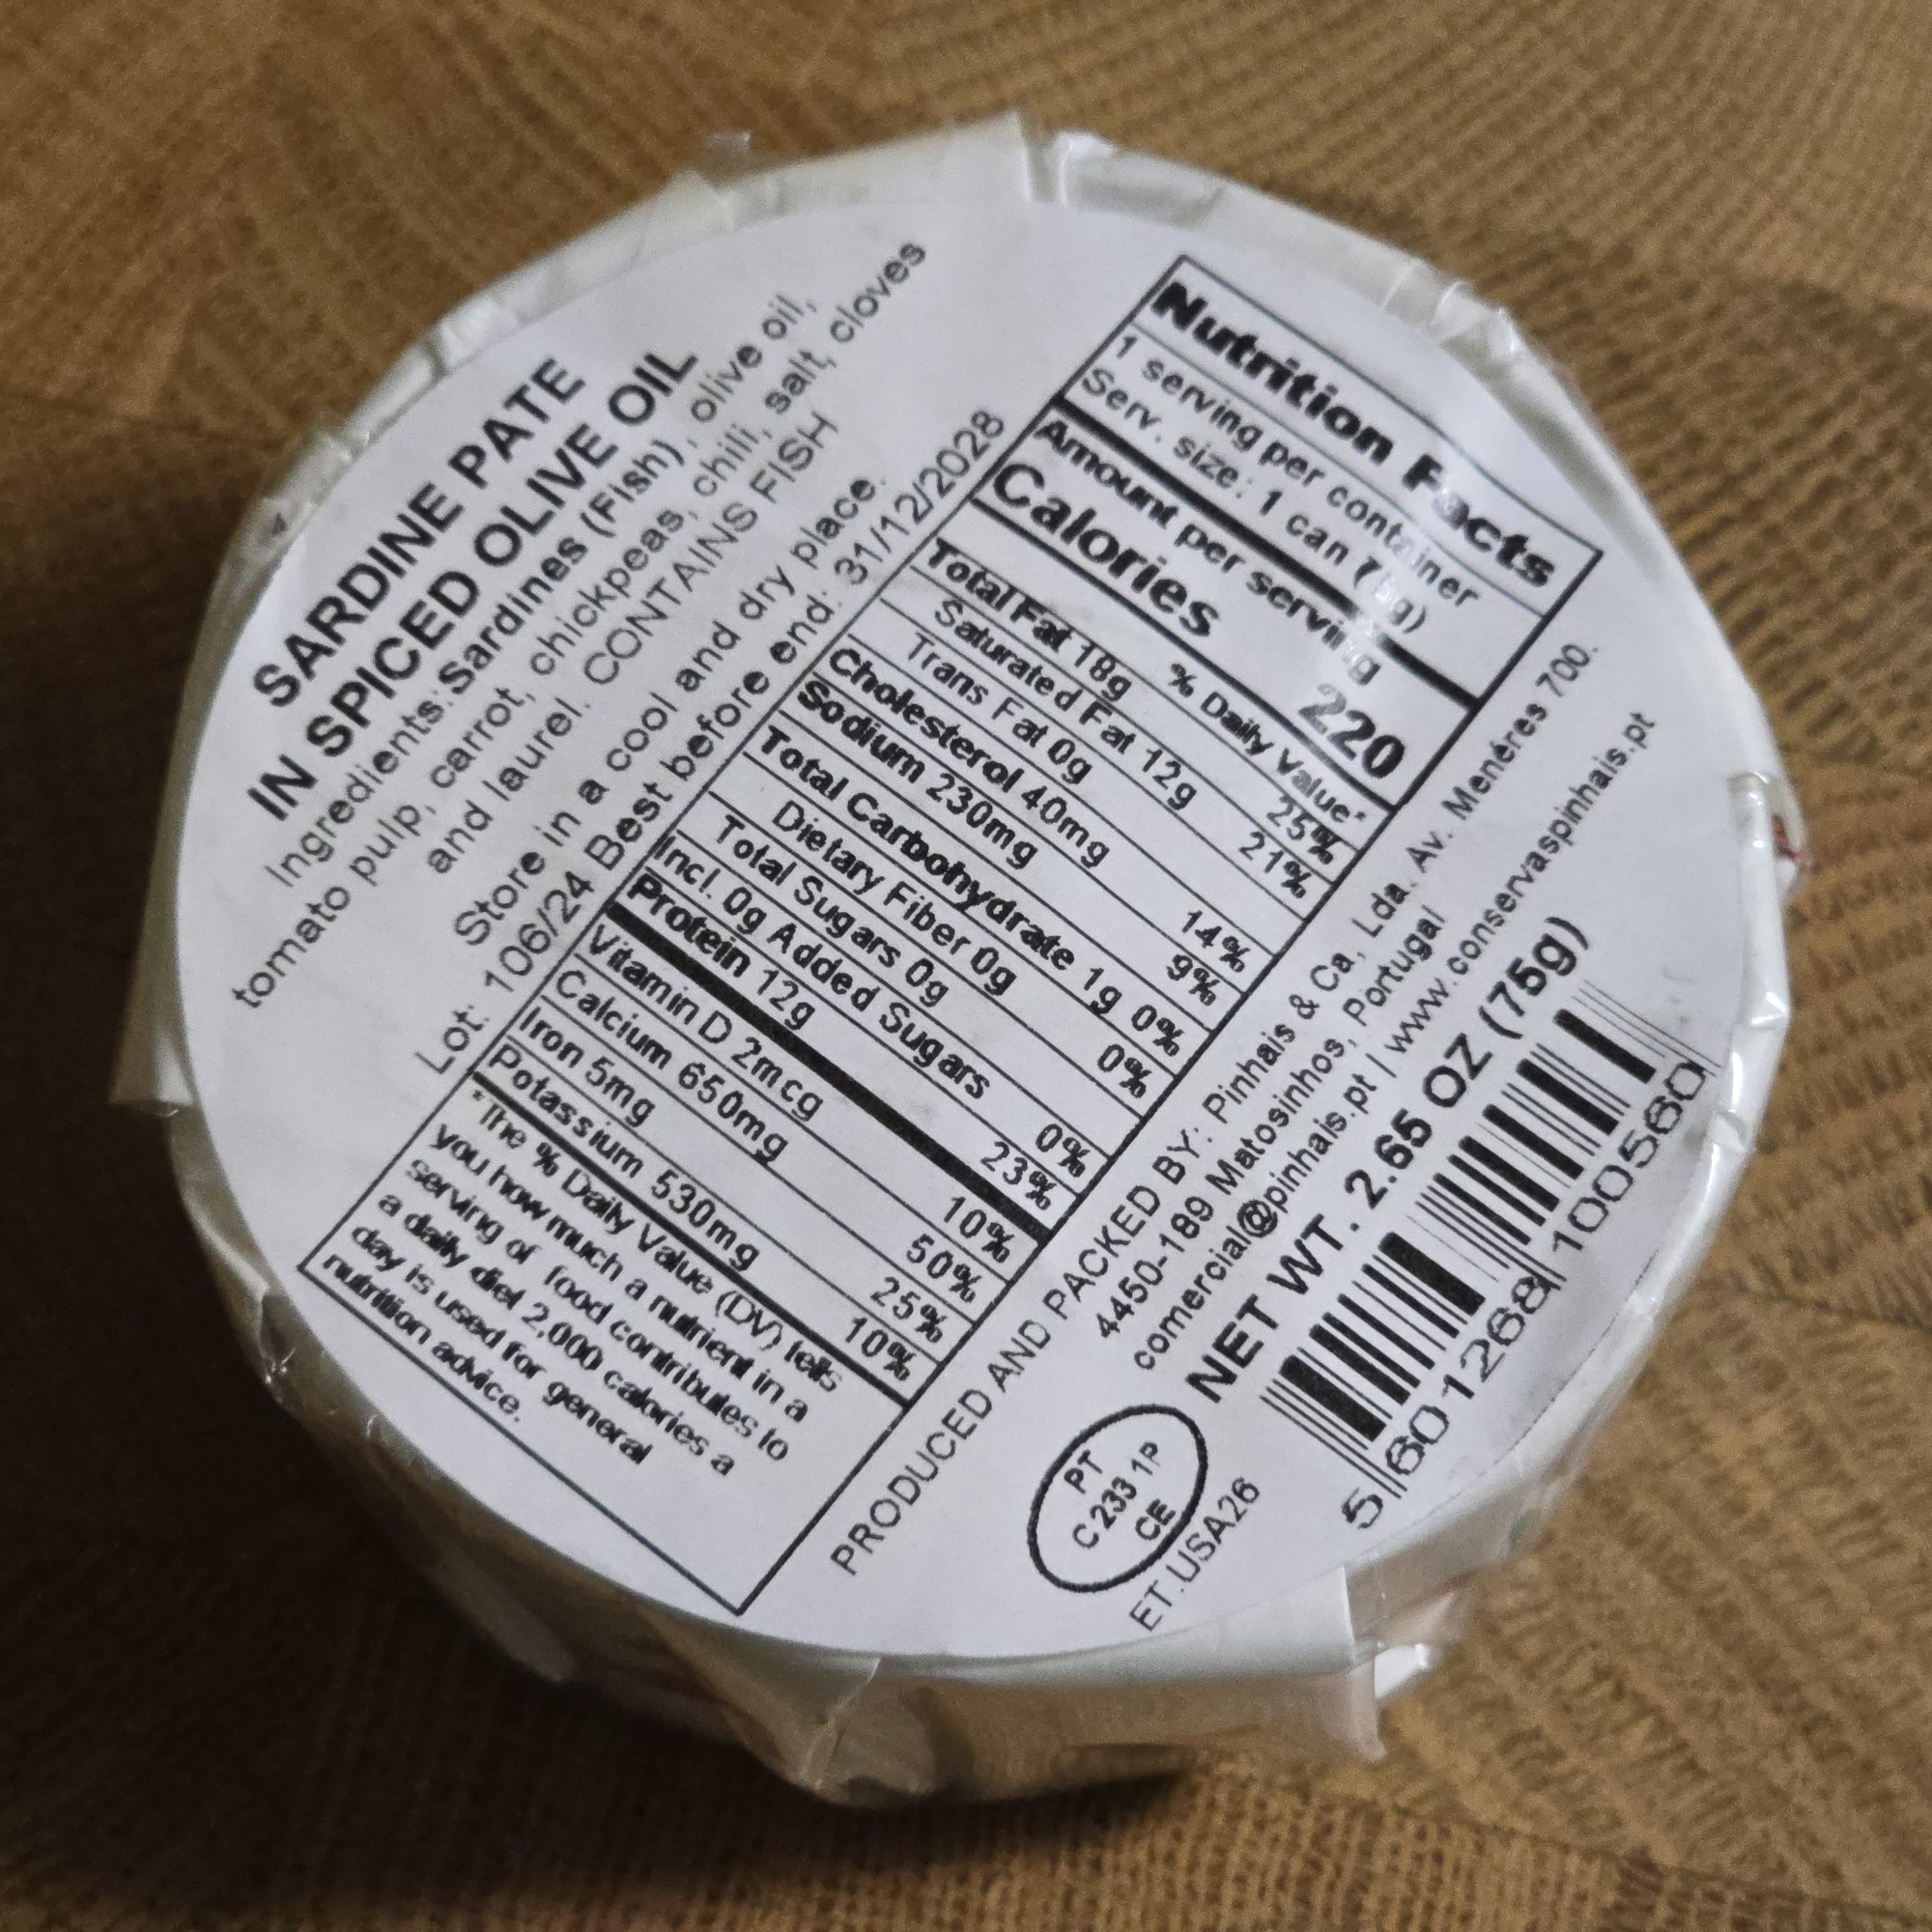 SARDINE PATE
IN SPICED OLIVE OIL
Ingredients: Sardines (Fish), olive oil,
tomato pulp, carrot, chickpeas, chili, salt, cloves
and laurel. CONTAINS FISH
Store in a cool and dry place.
Lot: 106/24 Best before end: 31/12/2028
Nutrition Facts
1 serving per container
Serv. size: 1 can (75g)
Amount per serving
Calories 220
% Daily Value*
Total Fat 18g 25%
Saturated Fat 12g 21%
Trans Fat 0g
Cholesterol 40mg 14%
Sodium 230mg 9%
Total Carbohydrate 1g 0%
Dietary Fiber 0g 0%
Total Sugars 0g
Incl. 0g Added Sugars 0%
Protein 12g 23%
Vitamin D 2mcg 10%
Calcium 650mg 50%
Iron 5mg 25%
Potassium 530mg 10%
*The % Daily Value (DV) tells
you how much a nutrient in a
serving of food contributes to
a daily diet 2,000 calories a
day is used for general
nutrition advice.
PRODUCED AND PACKED BY: Pinhais & Ca, Lda. Av. Menéres 700.
4450-189 Matosinhos, Portugal
comercial@pinhais.pt | www.conservaspinhais.pt
NET WT. 2.65 OZ (75g)
PT
C 233 1P
CE
ET.USA26
5 601268 100560